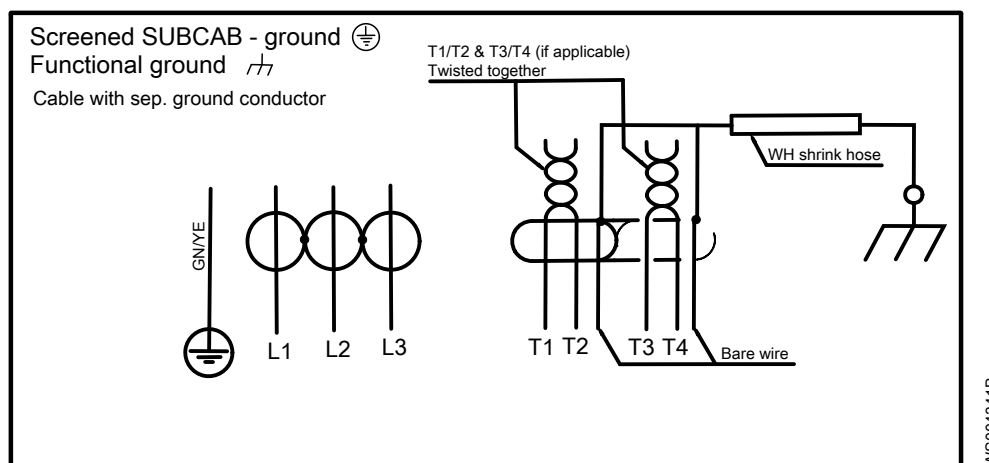 Screened SUBCAB - ground
Functional ground
Cable with sep. ground conductor
T1/T2 & T3/T4 (if applicable)
Twisted together
WH shrink hose
GN/YE
L1 L2 L3
T1 T2 T3 T4
Bare wire